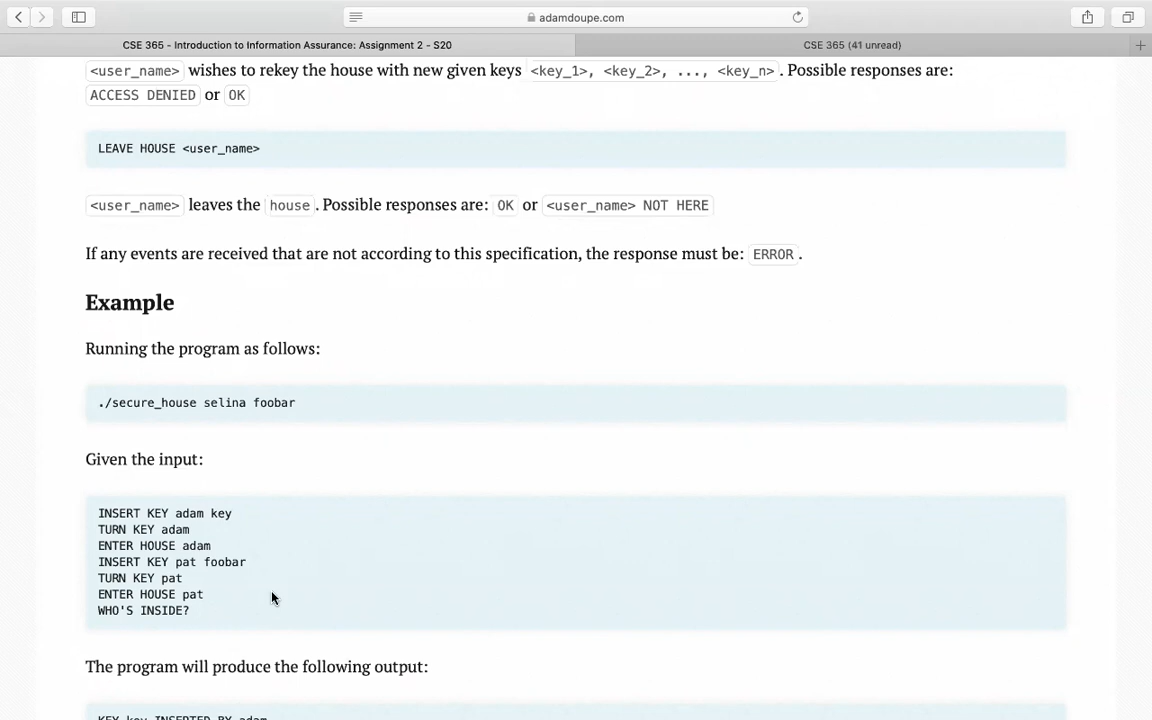 adamdoupe.com
CSE 365 - Introduction to Information Assurance: Assignment 2 - S20
CSE 365 (41 unread)
<user_name> wishes to rekey the house with new given keys <key_1>, <key_2>, ..., <key_n>. Possible responses are:
ACCESS DENIED or OK
LEAVE HOUSE <user_name>
<user_name> leaves the house. Possible responses are: OK or <user_name> NOT HERE
If any events are received that are not according to this specification, the response must be: ERROR.
Example
Running the program as follows:
./secure_house selina foobar
Given the input:
INSERT KEY adam key
TURN KEY adam
ENTER HOUSE adam
INSERT KEY pat foobar
TURN KEY pat
ENTER HOUSE pat
WHO'S INSIDE?
The program will produce the following output:
KEY key INSERTED BY adam